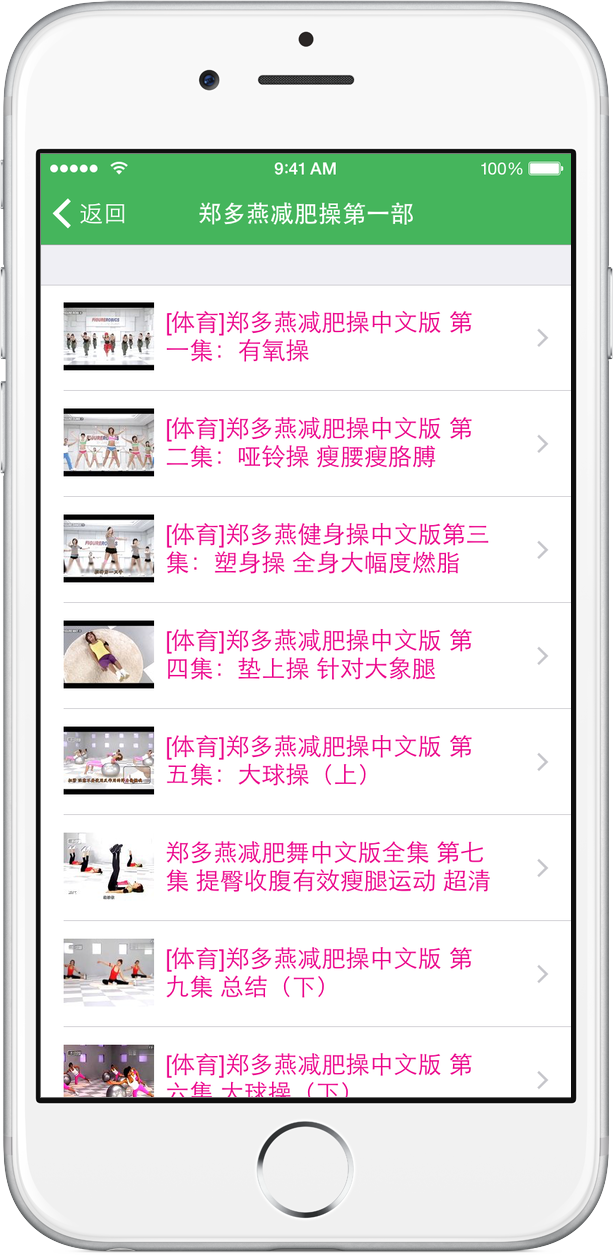 9:41 AM
100%
返回
郑多燕减肥操第一部
[体育]郑多燕减肥操中文版 第
一集：有氧操
[体育]郑多燕减肥操中文版 第
二集：哑铃操 瘦腰瘦胳膊
[体育]郑多燕健身操中文版第三
集：塑身操 全身大幅度燃脂
[体育]郑多燕减肥操中文版 第
四集：垫上操 针对大象腿
[体育]郑多燕减肥操中文版 第
五集：大球操（上）
郑多燕减肥舞中文版全集 第七
集 提臀收腹有效瘦腿运动 超清
[体育]郑多燕减肥操中文版 第
九集 总结（下）
[体育]郑多燕减肥操中文版 第
六集 大球操（下）